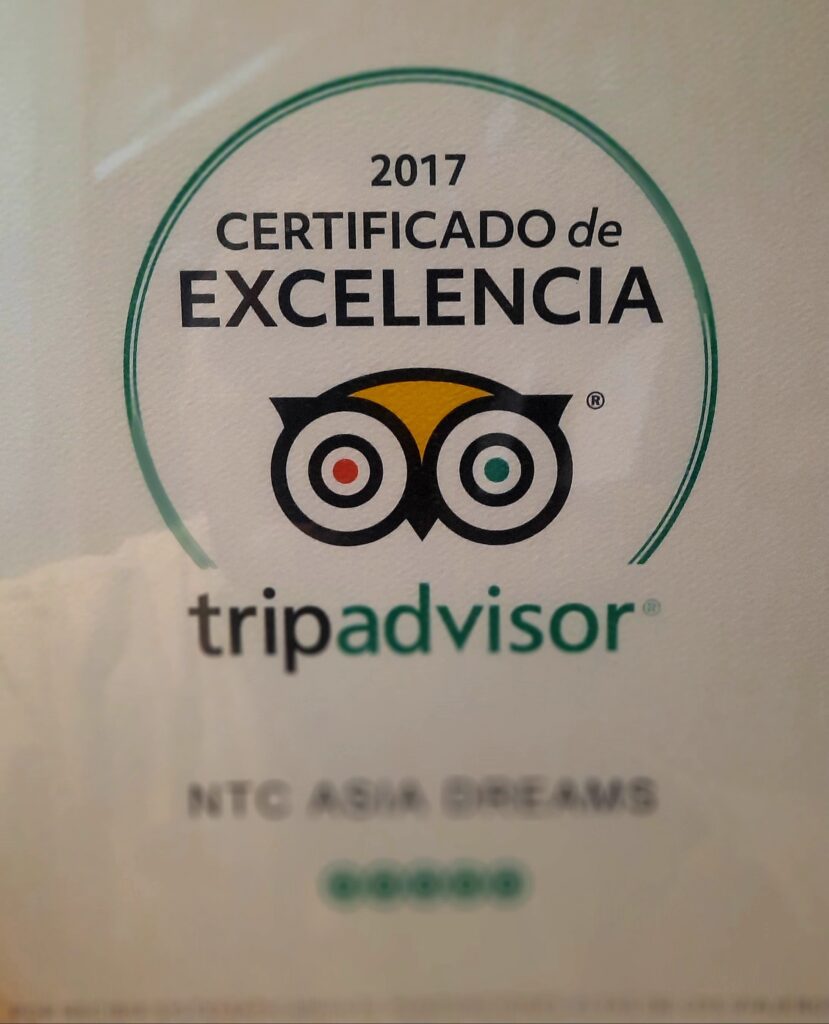 2017
CERTIFICADO de
EXCELENCIA
®
tripadvisor®
NTC ASIA DREAMS